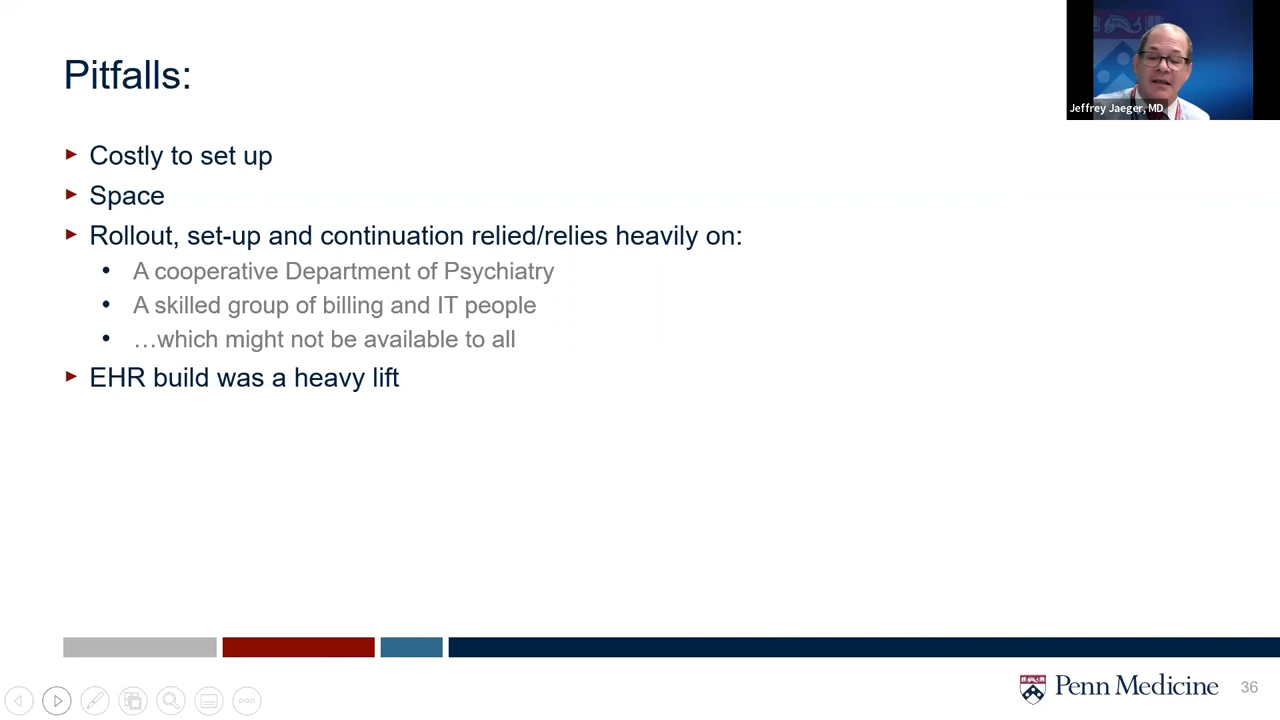 Pitfalls:
Jeffrey Jaeger, MD
Costly to set up
Space
Rollout, set-up and continuation relied/relies heavily on:
A cooperative Department of Psychiatry
A skilled group of billing and IT people
…which might not be available to all
EHR build was a heavy lift
Penn Medicine
36